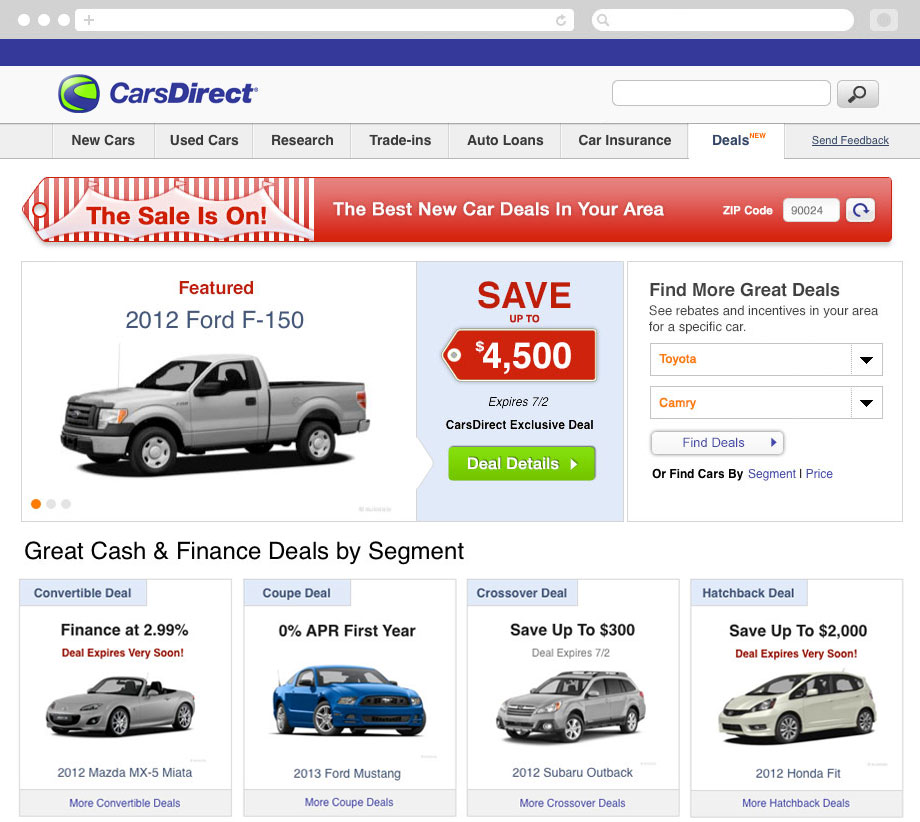 CarsDirect
New Cars
Used Cars
Research
Trade-ins
Auto Loans
Car Insurance
Deals NEW
Send Feedback
The Sale Is On!
The Best New Car Deals In Your Area
ZIP Code
90024
Featured
2012 Ford F-150
SAVE
UP TO
$4,500
Expires 7/2
CarsDirect Exclusive Deal
Deal Details
Find More Great Deals
See rebates and incentives in your area
for a specific car.
Toyota
Camry
Find Deals
Or Find Cars By Segment | Price
Great Cash & Finance Deals by Segment
Convertible Deal
Finance at 2.99%
Deal Expires Very Soon!
2012 Mazda MX-5 Miata
More Convertible Deals
Coupe Deal
0% APR First Year
2013 Ford Mustang
More Coupe Deals
Crossover Deal
Save Up To $300
Deal Expires 7/2
2012 Subaru Outback
More Crossover Deals
Hatchback Deal
Save Up To $2,000
Deal Expires Very Soon!
2012 Honda Fit
More Hatchback Deals